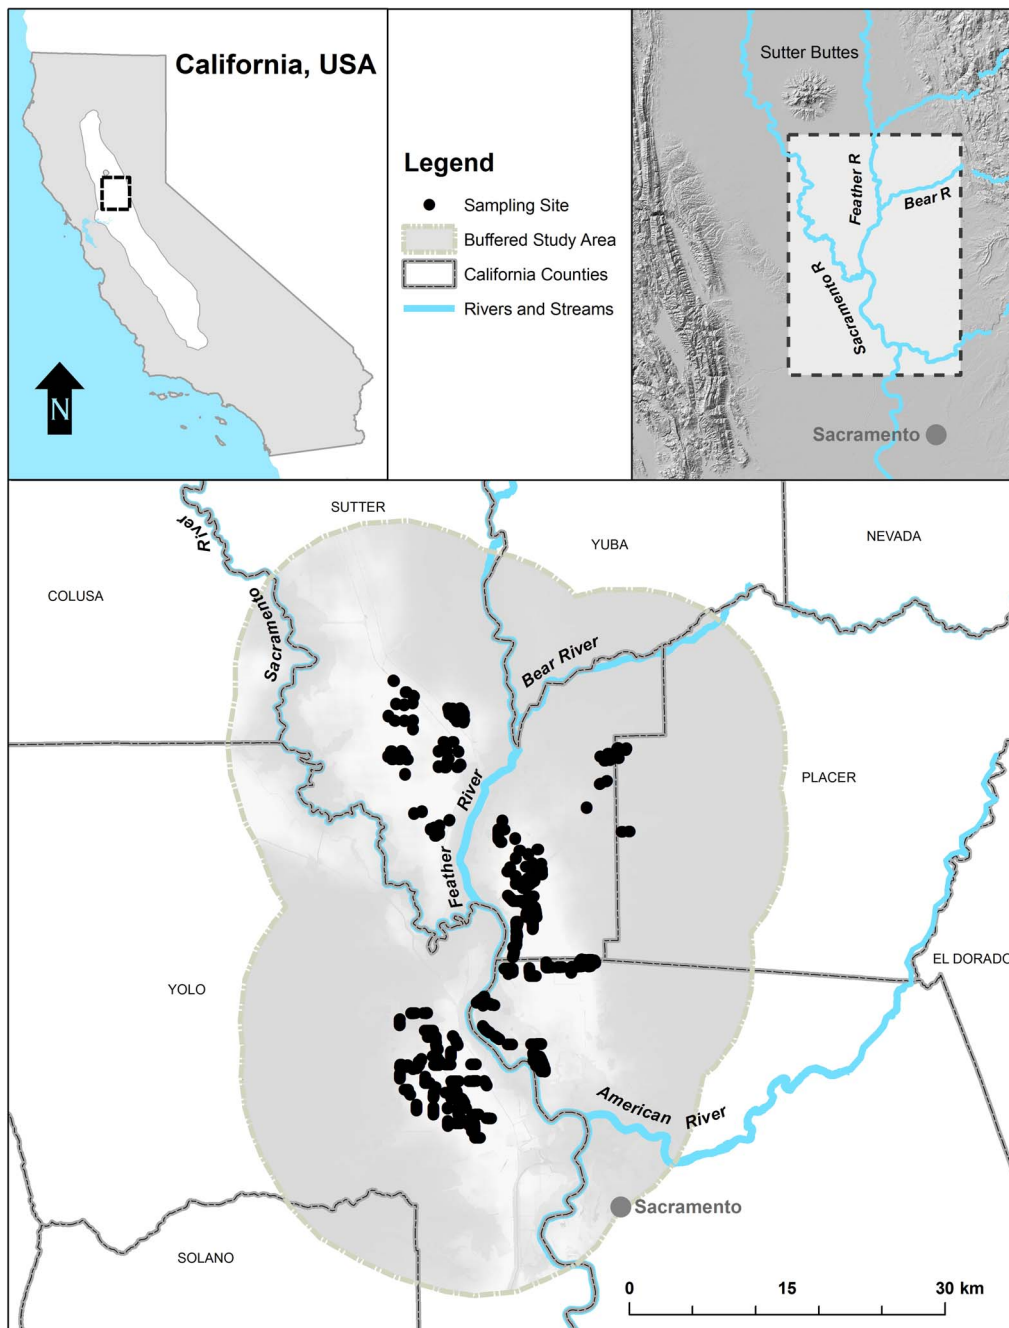 California, USA
N
Legend
Sampling Site
Buffered Study Area
California Counties
Rivers and Streams
Sutter Buttes
Feather R
Bear R
Sacramento R
Sacramento
SUTTER
YUBA
NEVADA
COLUSA
Sacramento River
Bear River
PLACER
Feather River
EL DORADO
YOLO
American River
Sacramento
SOLANO
0 15 30 km